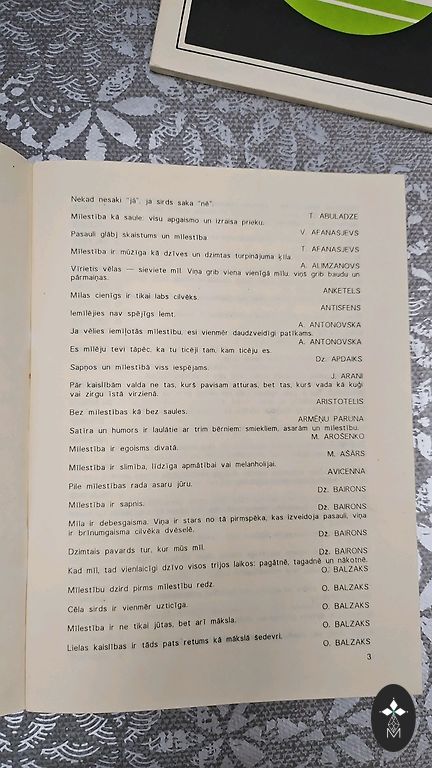 Nekad nesaki "jā", ja sirds saka "nē".
T. ABULADZE
Mīlestība kā saule: visu apgaismo un izraisa prieku.
V. AFANASJEVS
Pasauli glābj skaistums un mīlestība
T. AFANASJEVS
Mīlestība ir mūžīga kā dzīves un dzimtas turpinājuma ķīla.
A. ALIMŽANOVS
Vīrietis vēlas — sieviete mīl. Viņa grib viena vienīgā mīlu, viņš grib baudu un
pārmaiņas.
ANKETELS
Mīlas cienīgs ir tikai labs cilvēks.
ANTISFENS
Iemīlējies nav spējīgs lemt.
A. ANTONOVSKA
Ja vēlies iemīļotās mīlestību, esi vienmēr daudzveidīgi patīkams.
A. ANTONOVSKA
Es mīlēju tevi tāpēc, ka tu ticēji tam, kam ticēju es.
Dž. APDAIKS
Sapņos un mīlestībā viss iespējams.
J. ARANI
Pār kaislībām valda ne tas, kurš pavisam atturas, bet tas, kurš vada kā kuģi
vai zirgu īstā virzienā.
ARISTOTELIS
Bez mīlestības kā bez saules.
ARMĒŅU PARUNA
Satīra un humors ir laulātie ar trim bērniem: smiekliem, asarām un mīlestību.
M. AROŠENKO
Mīlestība ir egoisms divatā.
M. AŠĀRS
Mīlestība ir slimība, līdzīga apmātībai vai melanholijai.
AVICENNA
Pile mīlestības rada asaru jūru.
Dž. BAIRONS
Mīlestība ir sapnis.
Dž. BAIRONS
Mīla ir debesgaisma. Viņa ir stars no tā pirmspēka, kas izveidoja pasauli, viņa
ir brīnumgaisma cilvēka dvēselē.
Dž. BAIRONS
Dzimtais pavards tur, kur mūs mīl.
Dž. BAIRONS
Kad mīl, tad vienlaicīgi dzīvo visos trijos laikos: pagātnē, tagadnē un nākotnē.
O. BALZAKS
Mīlestību dzird pirms mīlestību redz.
O. BALZAKS
Cēla sirds ir vienmēr uzticīga.
O. BALZAKS
Mīlestība ir ne tikai jūtas, bet arī māksla.
O. BALZAKS
Lielas kaislības ir tāds pats retums kā mākslā šedevri.
O. BALZAKS
3